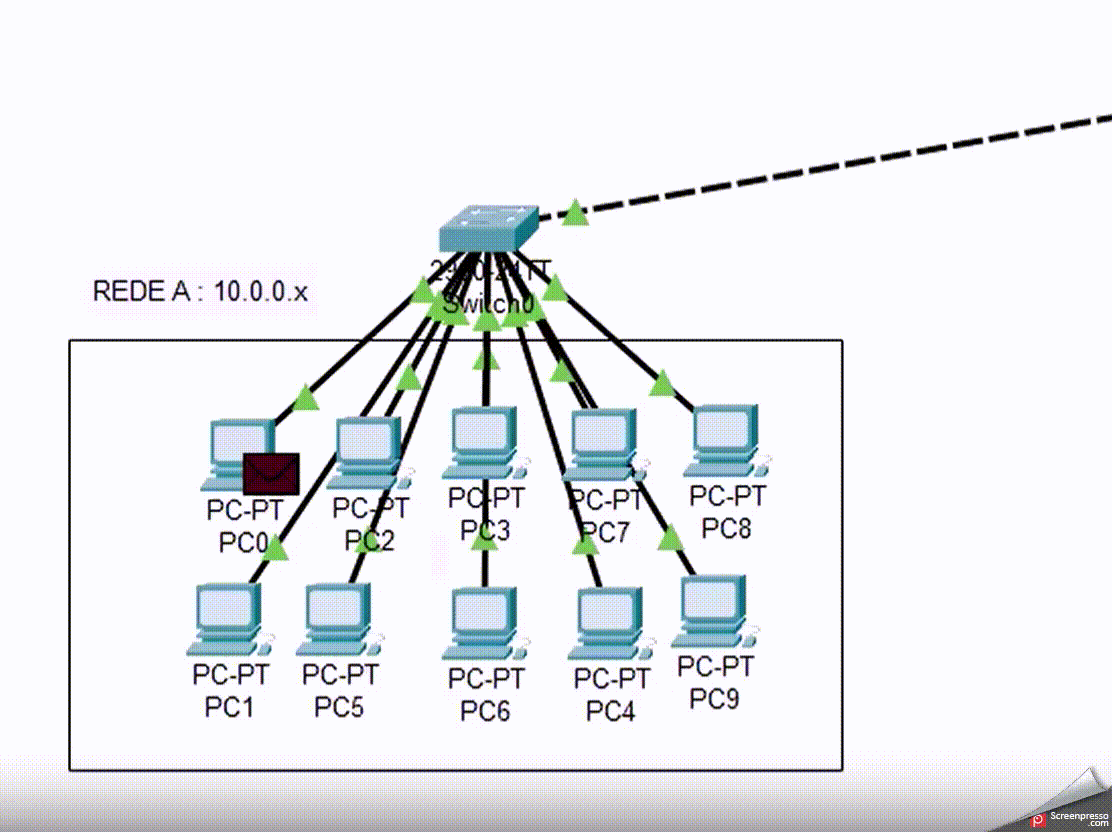 2950-24TT
Switch0
REDE A : 10.0.0.x
PC-PT
PC0
PC-PT
PC2
PC-PT
PC3
PC-PT
PC7
PC-PT
PC8
PC-PT
PC1
PC-PT
PC5
PC-PT
PC6
PC-PT
PC4
PC-PT
PC9
Screenpresso
.com